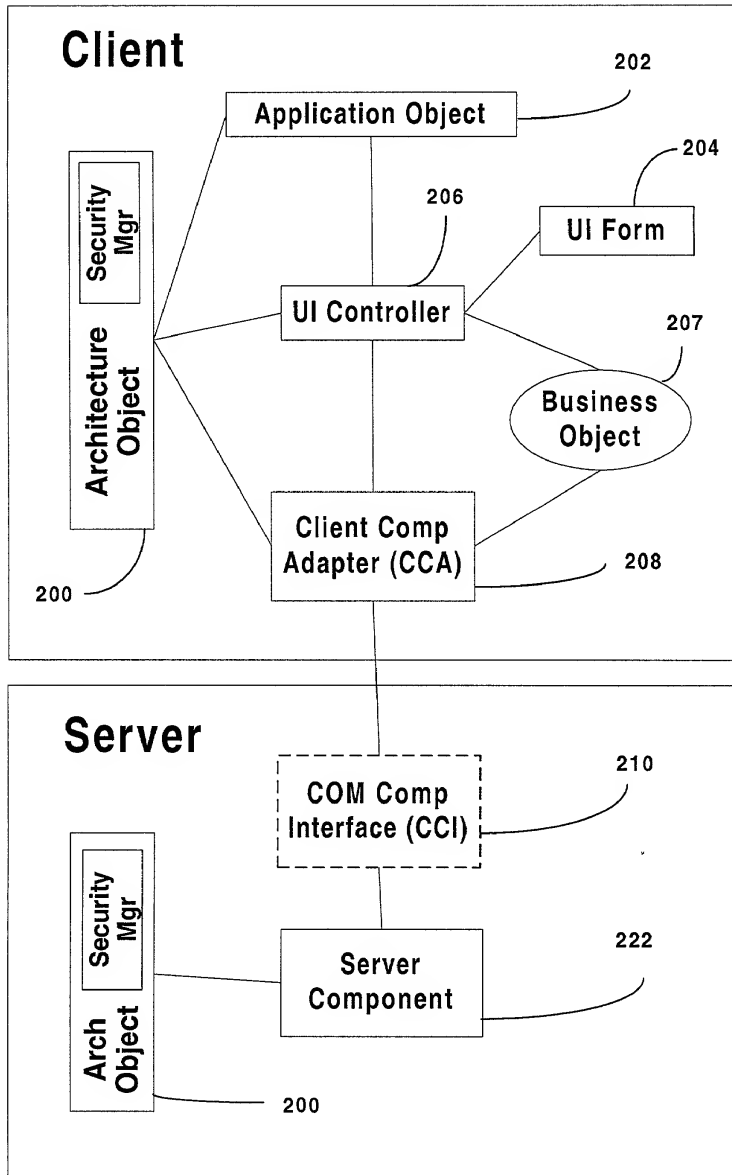 Client
202
Application Object
204
Security
Mgr
206
UI Form
UI Controller
207
Architecture
Object
Business
Object
Client Comp
Adapter (CCA)
208
200
Server
210
COM Comp
Interface (CCI)
Security
Mgr
222
Server
Component
Arch
Object
200